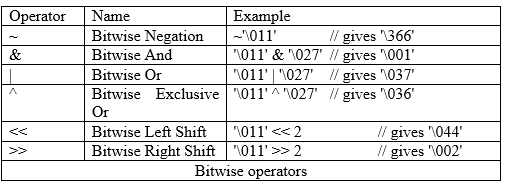 Operator Name Example
~ Bitwise Negation ~'\011' // gives '\366'
& Bitwise And '\011' & '\027' // gives '\001'
| Bitwise Or '\011' | '\027' // gives '\037'
^ Bitwise Exclusive '\011' ^ '\027' // gives '\036'
Or
<< Bitwise Left Shift '\011' << 2 // gives '\044'
>> Bitwise Right Shift '\011' >> 2 // gives '\002'
Bitwise operators